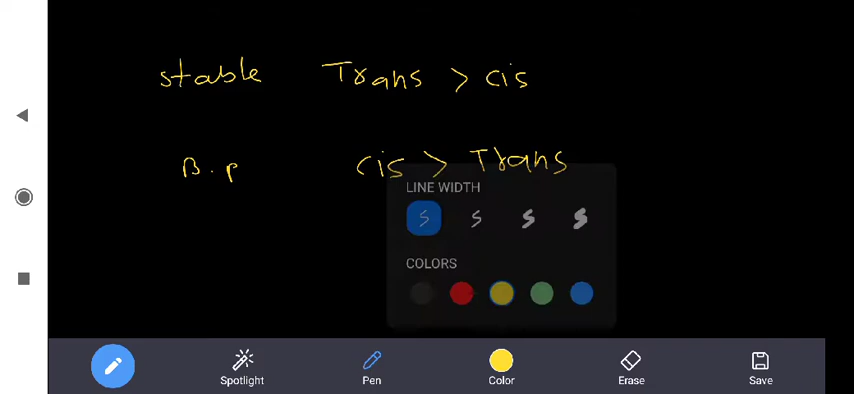 stable Trans > cis
B.p cis > Trans
LINE WIDTH
COLORS
Spotlight Pen Color Erase Save